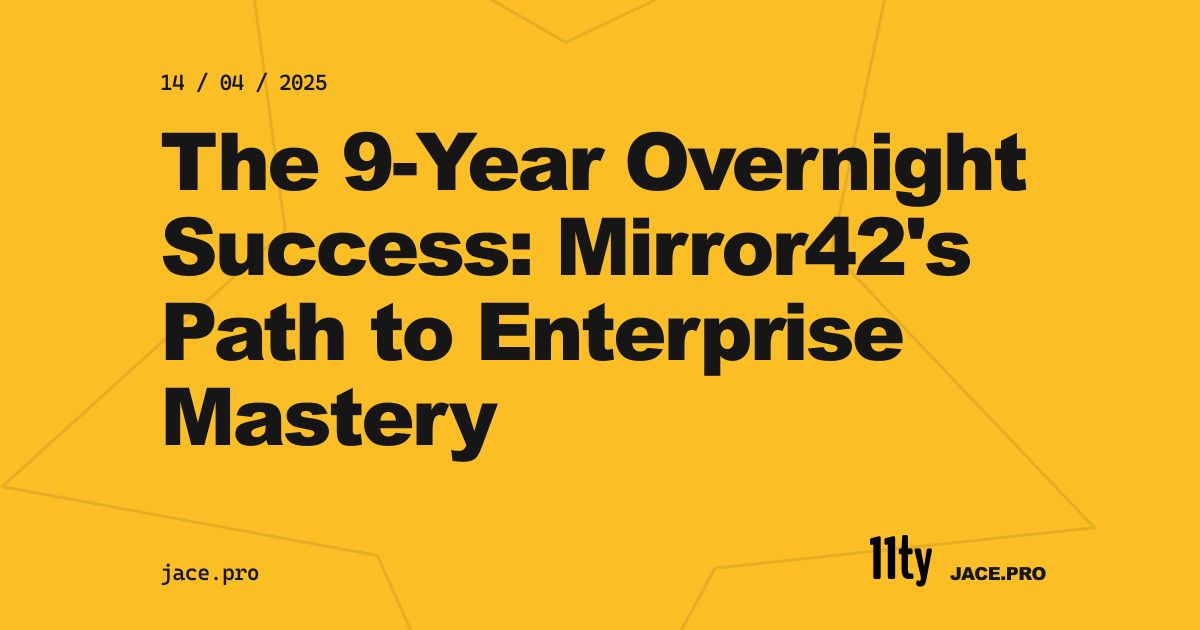 14 / 04 / 2025
The 9-Year Overnight
Success: Mirror42's
Path to Enterprise
Mastery
jace.pro
11ty JACE.PRO